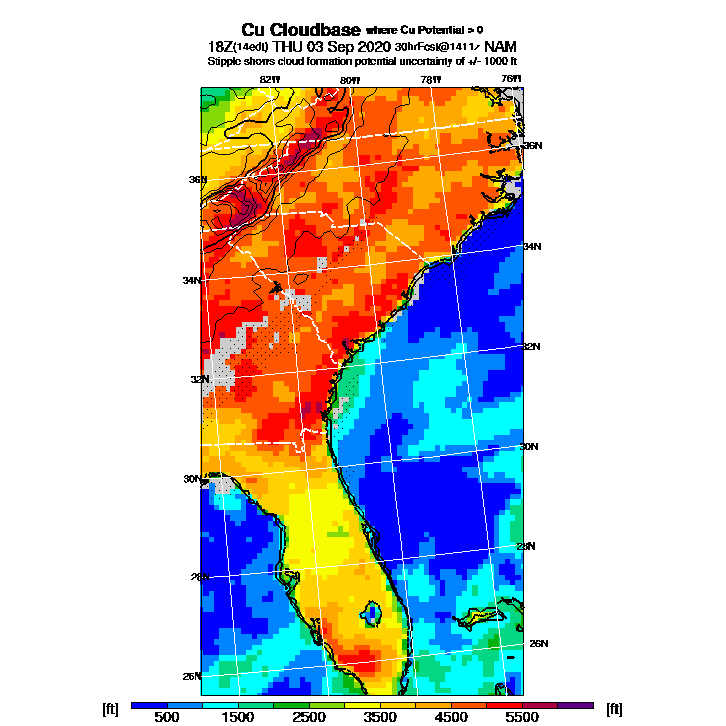 Cu Cloudbase where Cu Potential > 0
18Z(14edt) THU 03 Sep 2020 30hrFcst@1411z NAM
Stipple shows cloud formation potential uncertainty of +/- 1000 ft
82W 80W 78W 76W
36N
36N
34N
34N
32N
32N
30N
30N
28N
28N
26N
26N
[ft] 500 1500 2500 3500 4500 5500 [ft]